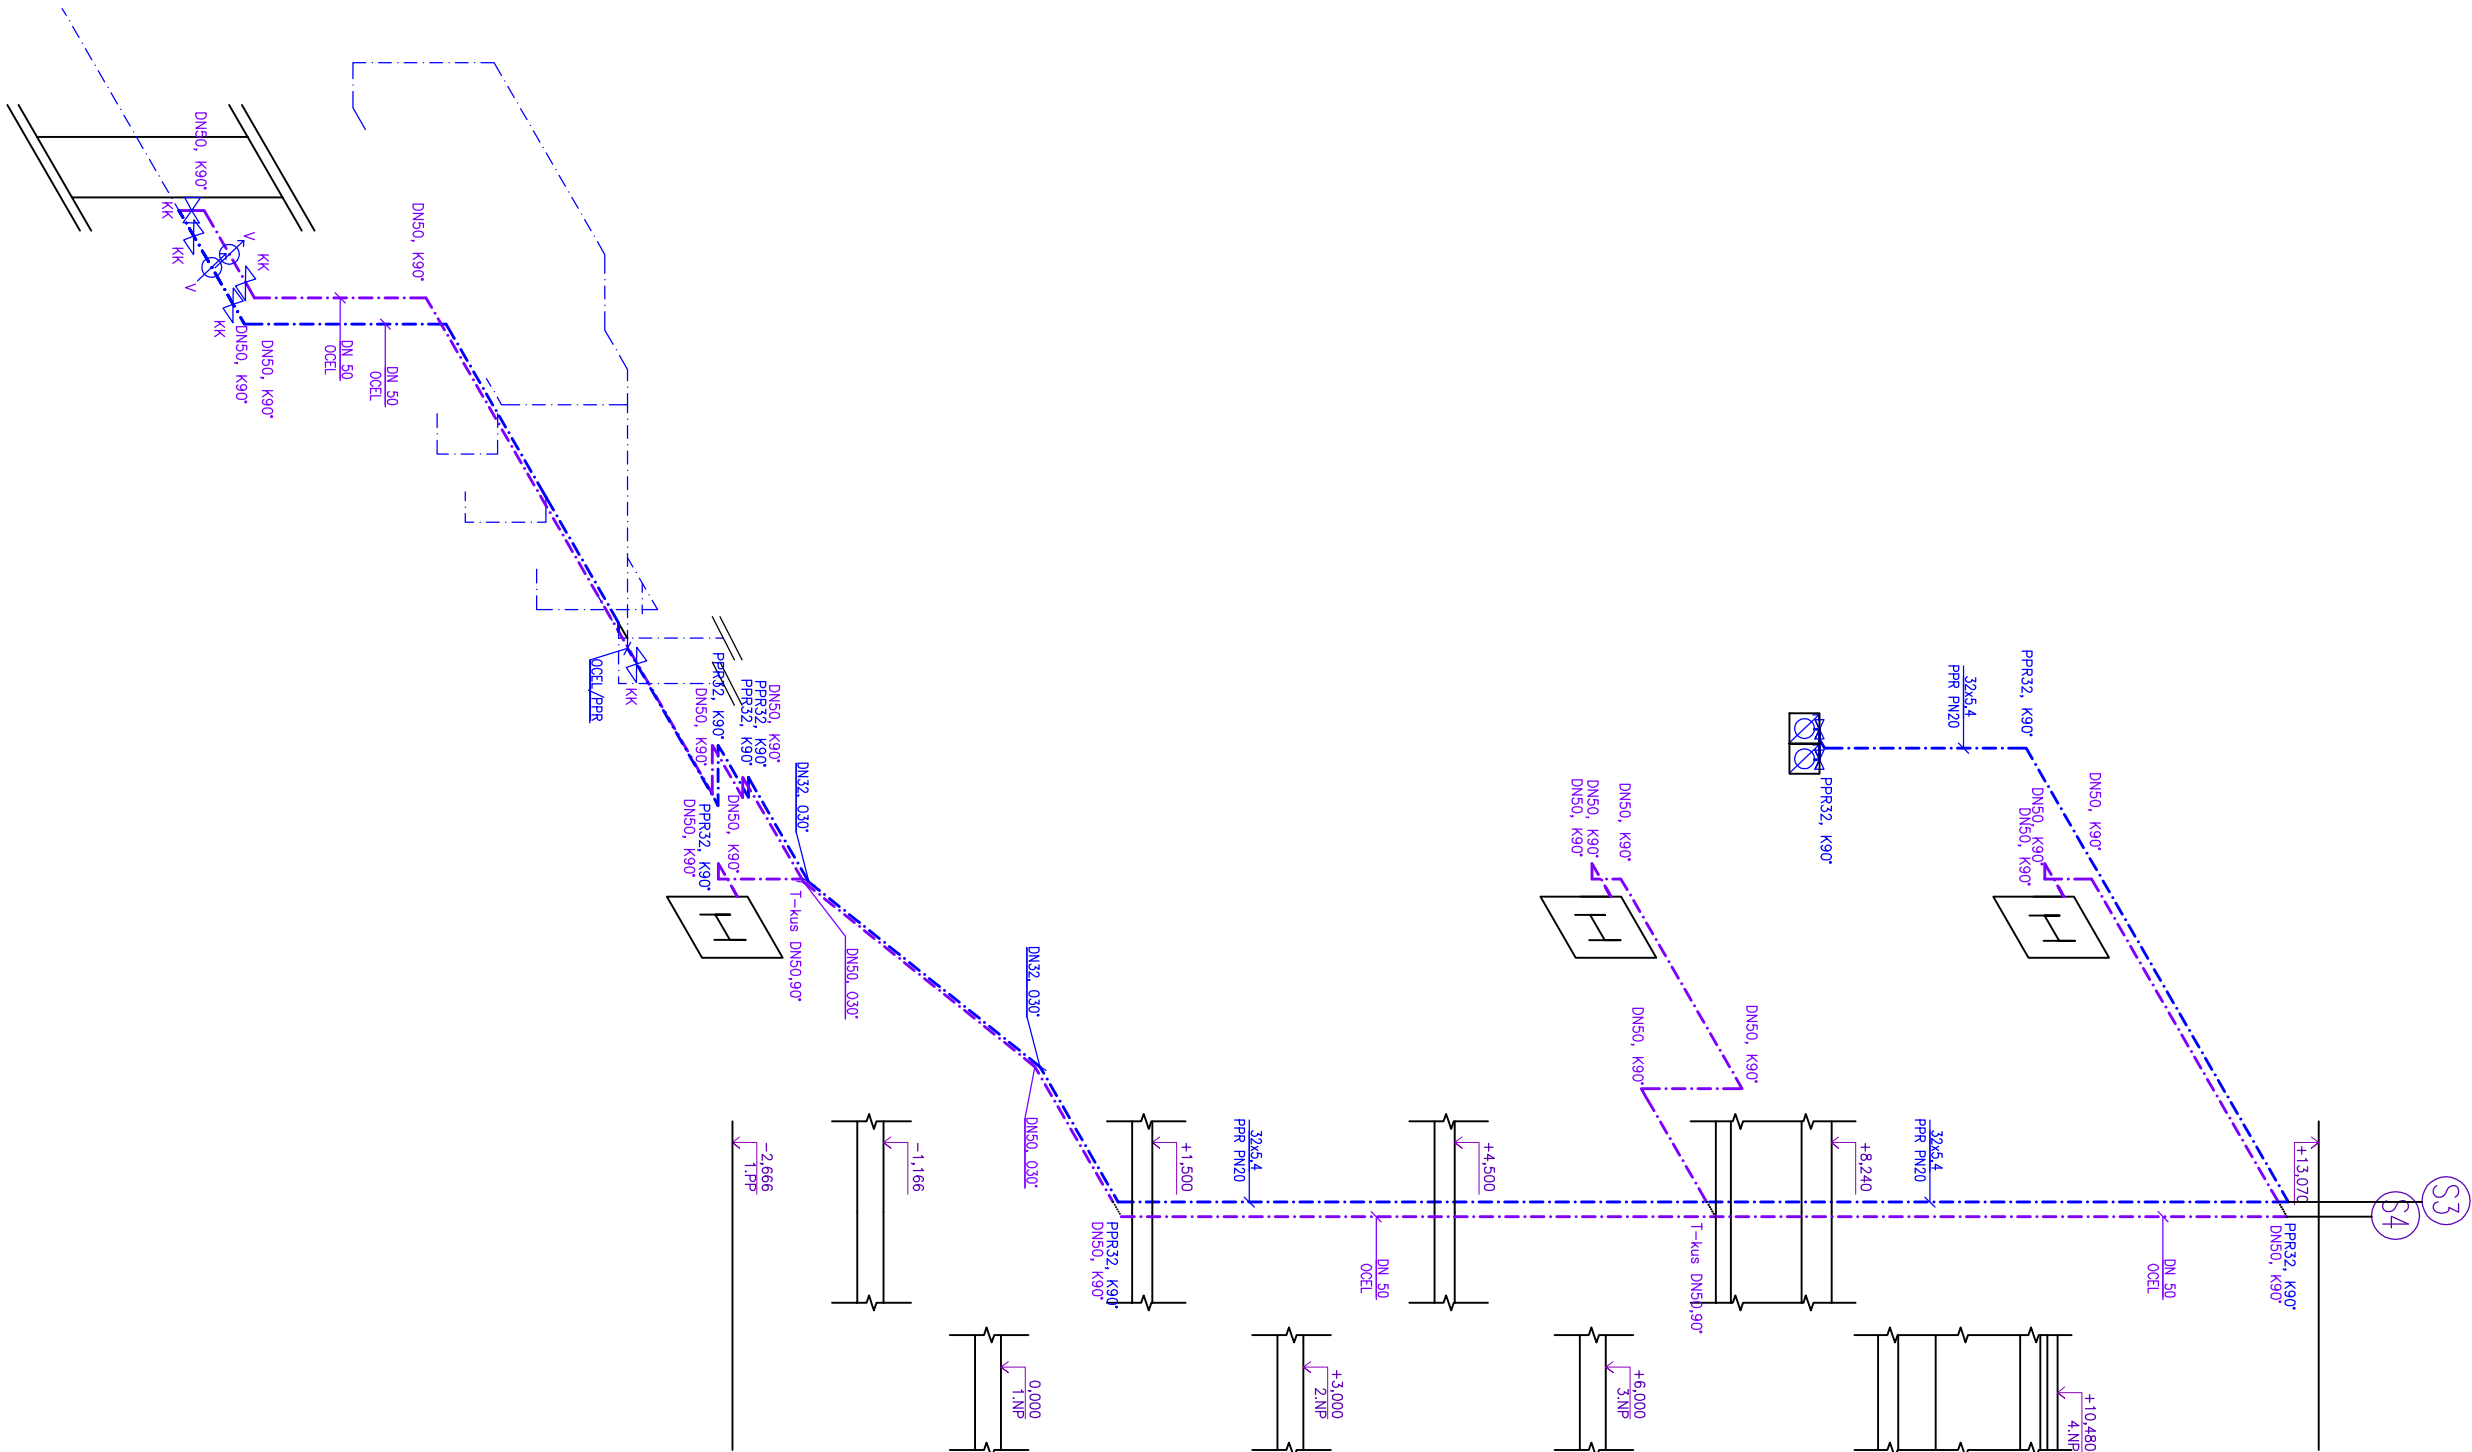 DN50, K90°
KK
KK
V
V
KK
KK
DN50, K90°
DN50, K90°
DN50, K90°
DN 50
OCEL
DN 50
OCEL
OCEL/PPR
KK
PPR32, K90°
DN50, K90°
DN50, K90°
PPR32, K90°
PPR32, K90°
DN32, O30°
DN50, K90°
PPR32, K90°
DN50, K90°
T-kus DN50,90°
DN50, O30°
H
DN32, O30°
DN50, O30°
PPR32, K90°
DN50, K90°
32x5,4
PPR PN20
DN 50
OCEL
DN50, K90°
DN50, K90°
DN50, K90°
H
DN50, K90°
DN50, K90°
T-kus DN50,90°
PPR32, K90°
32x5,4
PPR PN20
PPR32, K90°
DN50, K90°
DN50, K90°
DN50, K90°
H
32x5,4
PPR PN20
DN 50
OCEL
PPR32, K90°
DN50, K90°
S3
S4
+13,070
+10,480
4.NP
+8,240
+6,000
3.NP
+4,500
+3,000
2.NP
+1,500
0,000
1.NP
-1,166
-2,666
1.PP